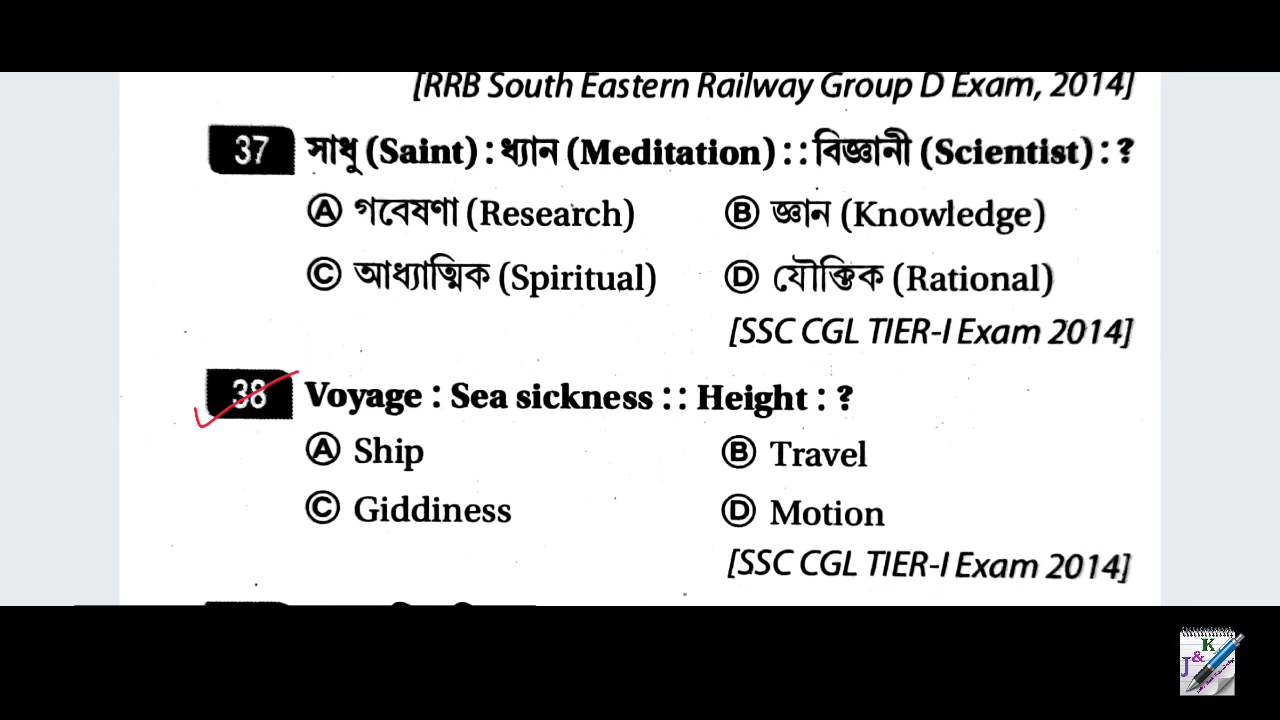 [RRB South Eastern Railway Group D Exam, 2014]
37 সাধু (Saint) : ধ্যান (Meditation) : : বিজ্ঞানী (Scientist) : ?
Ⓐ গবেষণা (Research) Ⓑ জ্ঞান (Knowledge)
Ⓒ আধ্যাত্মিক (Spiritual) Ⓓ যৌক্তিক (Rational)
[SSC CGL TIER-I Exam 2014]
38 Voyage : Sea sickness : : Height : ?
Ⓐ Ship Ⓑ Travel
Ⓒ Giddiness Ⓓ Motion
[SSC CGL TIER-I Exam 2014]
J&K